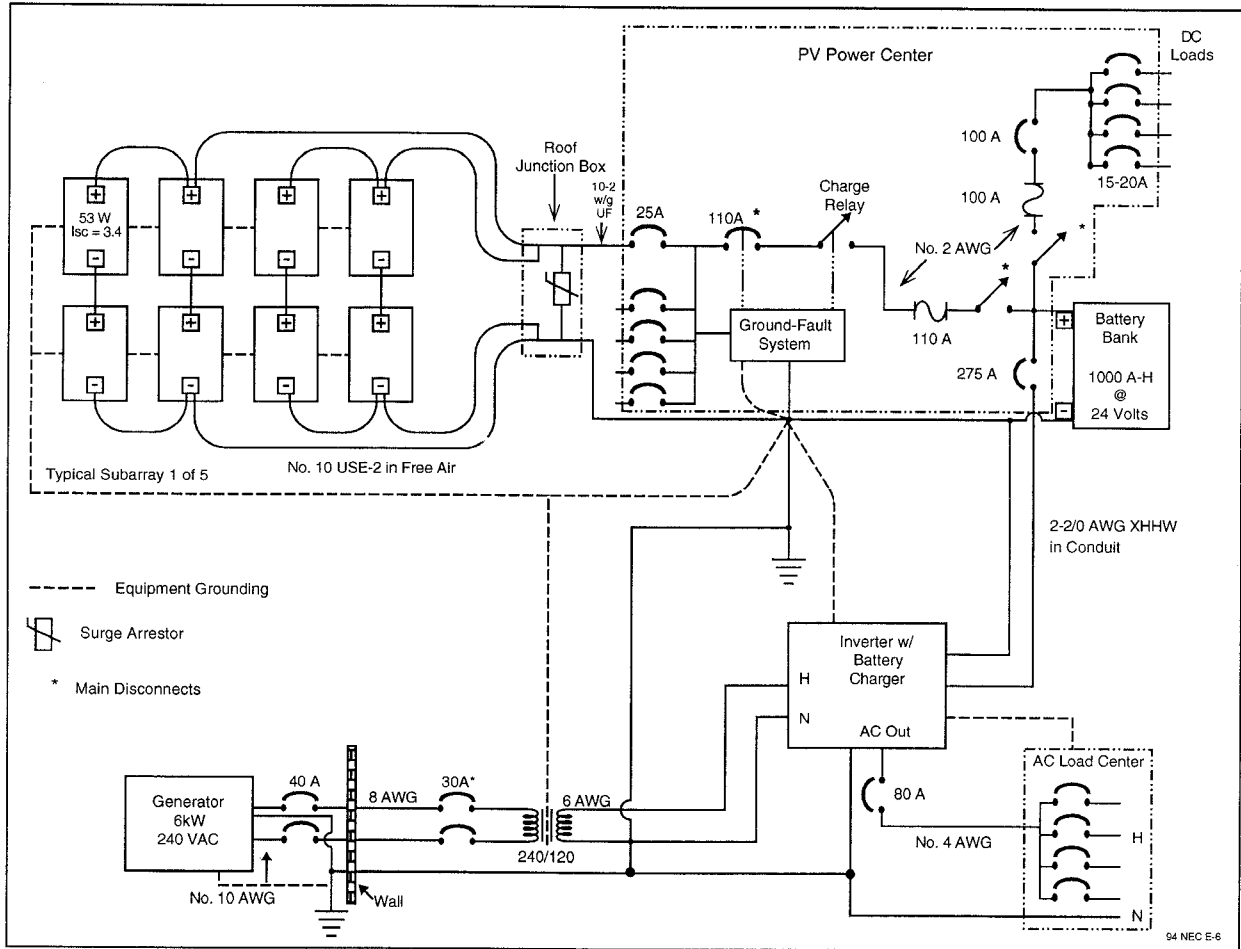 PV Power Center
DC
Loads
100 A
100 A
15-20A
Roof
Junction Box
10-2
w/g
UF
25A
110A *
Charge
Relay
No. 2 AWG
*
*
+
+
+
+
53 W
Isc = 3.4
-
-
-
-
+
+
+
+
-
-
-
-
Ground-Fault
System
110 A
275 A
+
Battery
Bank
1000 A-H
@
24 Volts
-
Typical Subarray 1 of 5
No. 10 USE-2 in Free Air
2-2/0 AWG XHHW
in Conduit
Equipment Grounding
Surge Arrestor
* Main Disconnects
Inverter w/
Battery
Charger
H
N
AC Out
AC Load Center
80 A
No. 4 AWG
H
N
Generator
6kW
240 VAC
40 A
8 AWG
30A*
6 AWG
240/120
No. 10 AWG
Wall
94 NEC E-6